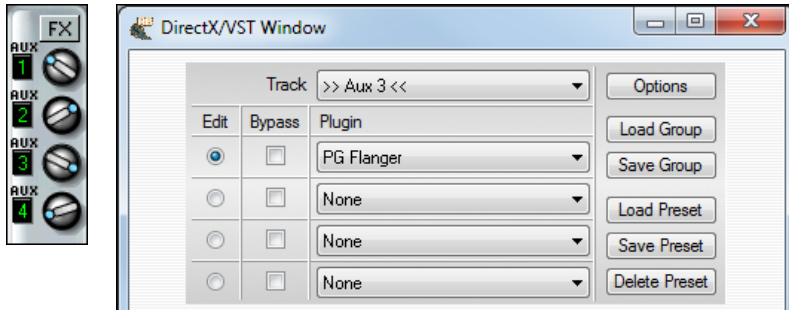 FX
AUX
1
AUX
2
AUX
3
AUX
4
DirectX/VST Window
Track >> Aux 3 << Options
Edit Bypass Plugin Load Group
PG Flanger Save Group
None Load Preset
None Save Preset
None Delete Preset